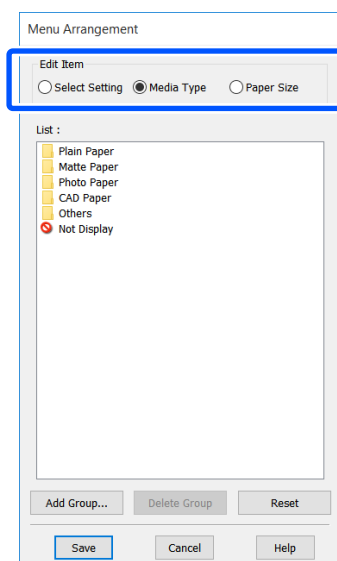 Menu Arrangement
Edit Item
Select Setting Media Type Paper Size
List :
Plain Paper
Matte Paper
Photo Paper
CAD Paper
Others
Not Display
Add Group... Delete Group Reset
Save Cancel Help